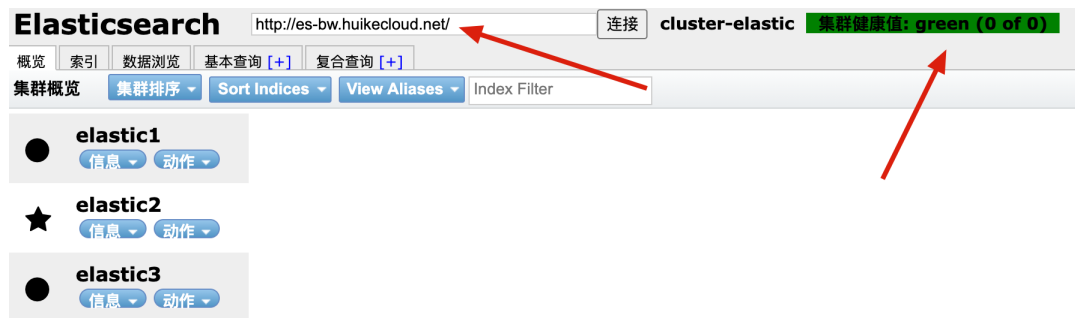 Elasticsearch http://es-bw.huikecloud.net/ 连接 cluster-elastic 集群健康值: green (0 of 0)
概览 索引 数据浏览 基本查询 [+] 复合查询 [+]
集群概览 集群排序 Sort Indices View Aliases Index Filter
elastic1
信息 动作
elastic2
信息 动作
elastic3
信息 动作